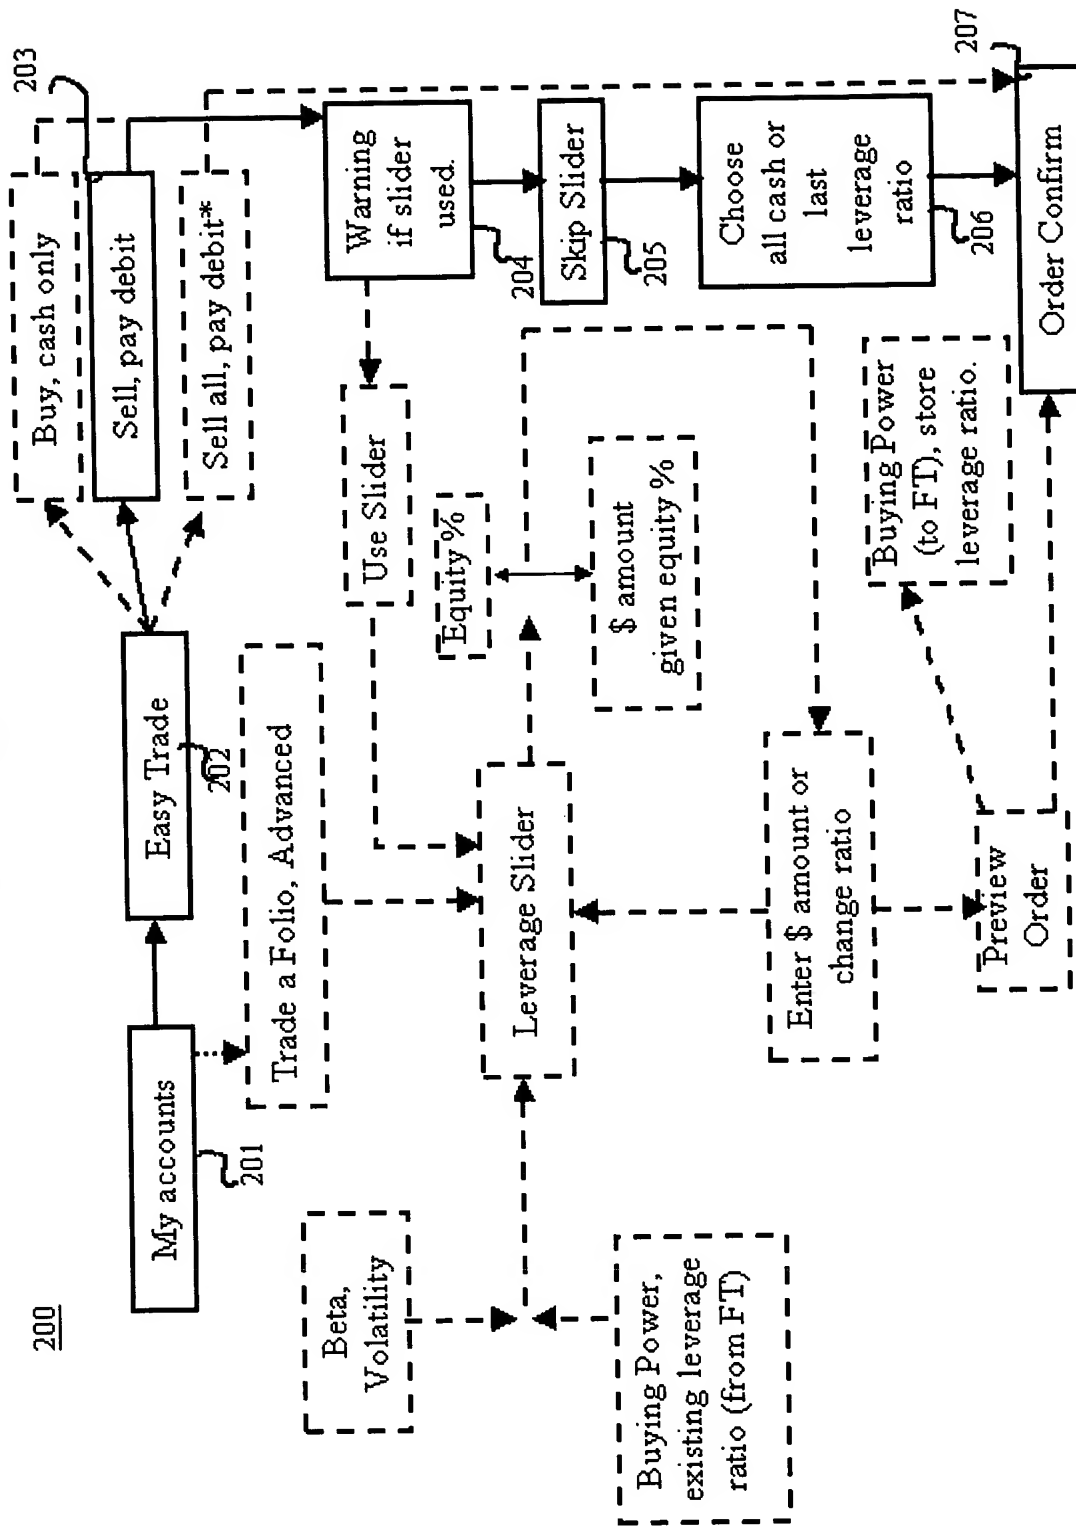 200
My accounts
201
Easy Trade
202
Buy, cash only
203
Sell, pay debit
Sell all, pay debit*
Trade a Folio, Advanced
Warning
if slider
used.
204
Use Slider
Skip Slider
205
Choose
all cash or
last
leverage
ratio
206
Beta,
Volatility
Buying Power,
existing leverage
ratio (from FT)
Leverage Slider
Equity %
$ amount
given equity %
Enter $ amount or
change ratio
Preview
Order
Buying Power
(to FT), store
leverage ratio.
Order Confirm
207